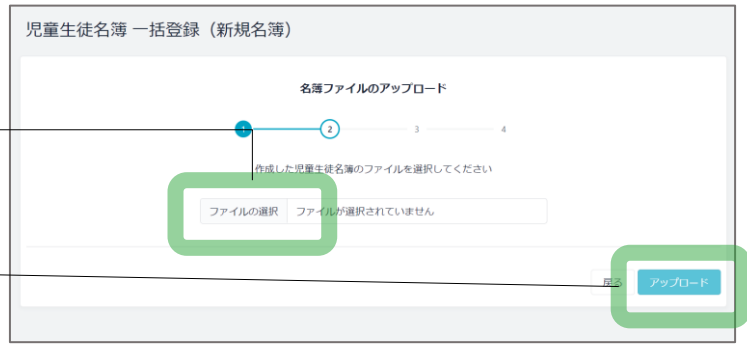 児童生徒名簿 一括登録（新規名簿）
名簿ファイルのアップロード
1 2 3 4
作成した児童生徒名簿のファイルを選択してください
ファイルの選択 ファイルが選択されていません
戻る アップロード